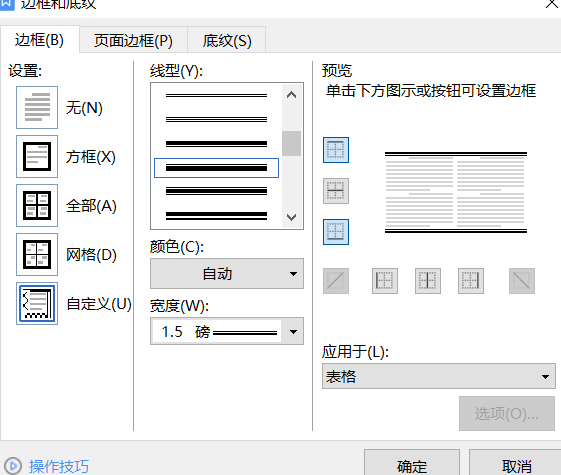 边框和底纹
边框(B)
页面边框(P)
底纹(S)
设置:
无(N)
方框(X)
全部(A)
网格(D)
自定义(U)
线型(Y):
颜色(C):
自动
宽度(W):
1.5 磅
预览
单击下方图示或按钮可设置边框
应用于(L):
表格
选项(O)...
操作技巧
确定
取消